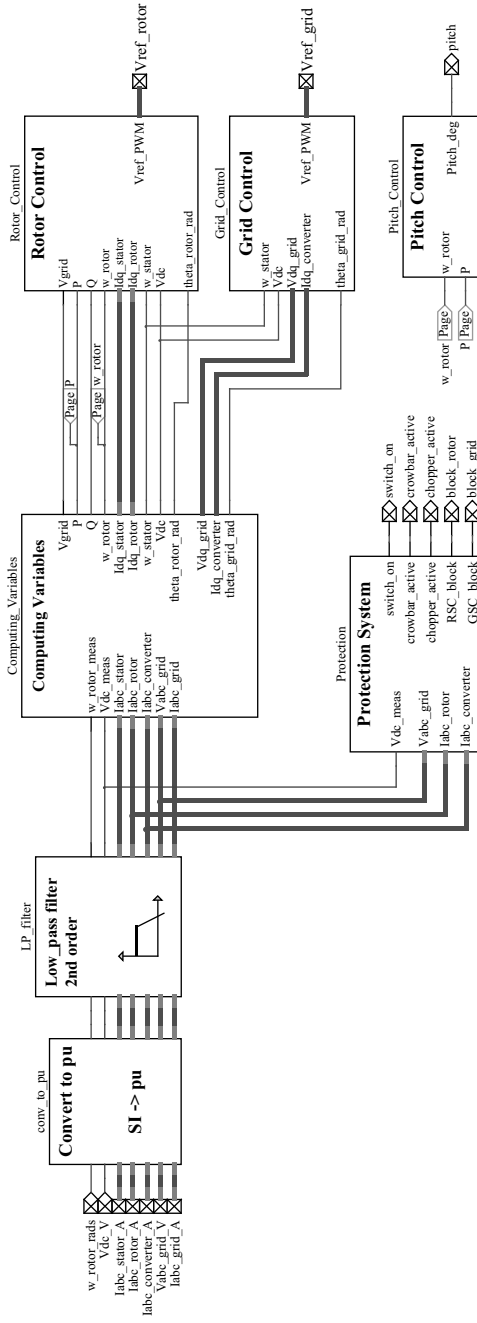 w_rotor_rads
Vdc_V
Iabc_stator_A
Iabc_rotor_A
Iabc_converter_A
Vabc_grid_V
Iabc_grid_A
conv_to_pu
Convert to pu
SI -> pu
LP_filter
Low_pass filter
2nd order
Computing_Variables
Computing Variables
w_rotor_meas
Vdc_meas
Iabc_stator
Iabc_rotor
Iabc_converter
Vabc_grid
Iabc_grid
Vgrid
P
Q
w_rotor
Idq_stator
Idq_rotor
w_stator
Vdc
theta_rotor_rad
Vdq_grid
Idq_converter
theta_grid_rad
Page P
Page w_rotor
Rotor_Control
Rotor Control
Vgrid
P
Q
w_rotor
Idq_stator
Idq_rotor
w_stator
Vdc
theta_rotor_rad
Vref_PWM
Vref_rotor
Grid_Control
Grid Control
w_stator
Vdc
Vdq_grid
Idq_converter
theta_grid_rad
Vref_PWM
Vref_grid
Protection
Protection System
Vdc_meas
Vabc_grid
Iabc_rotor
Iabc_converter
switch_on
crowbar_active
chopper_active
RSC_block
GSC_block
switch_on
crowbar_active
chopper_active
block_rotor
block_grid
Pitch_Control
Pitch Control
w_rotor Page
P Page
w_rotor
P
Pitch_deg
pitch